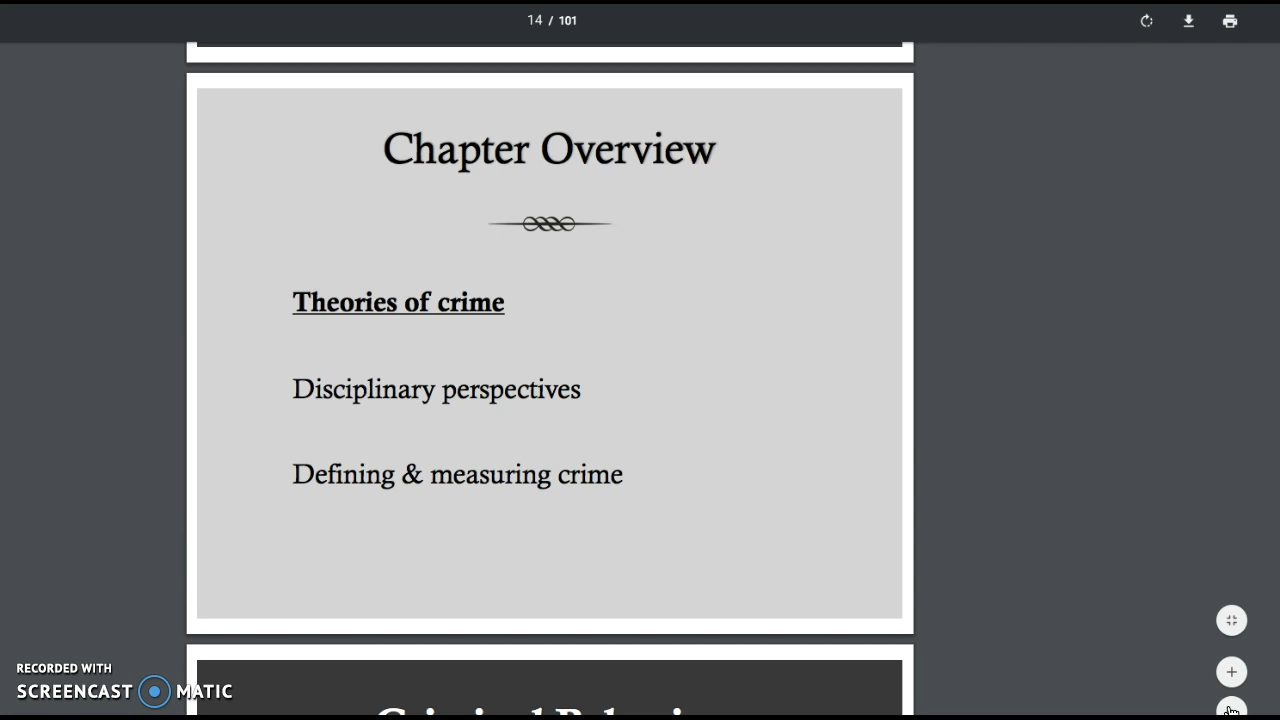 14 / 101
Chapter Overview
Theories of crime
Disciplinary perspectives
Defining & measuring crime
RECORDED WITH
SCREENCAST MATIC